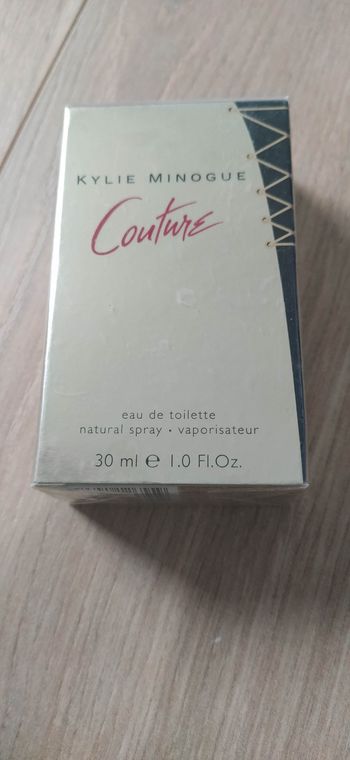 KYLIE MINOGUE
Couture
eau de toilette
natural spray • vaporisateur
30 ml ℮ 1.0 Fl.Oz.